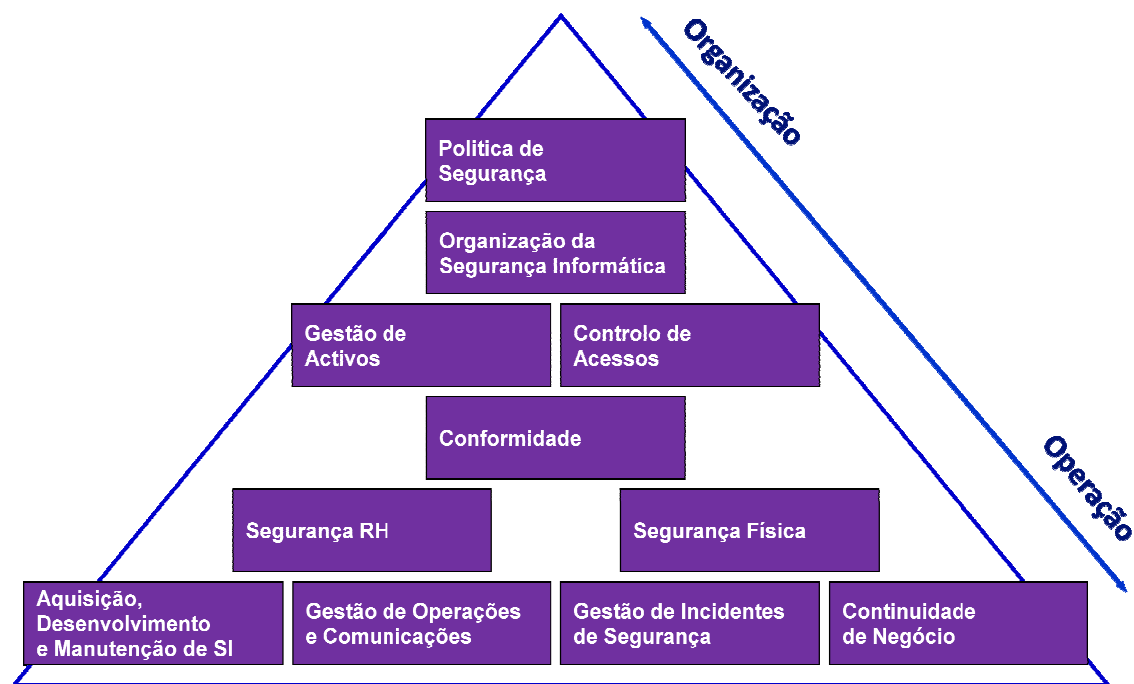 Organização
Politica de
Segurança
Organização da
Segurança Informática
Gestão de
Activos
Controlo de
Acessos
Conformidade
Operação
Segurança RH
Segurança Física
Aquisição,
Desenvolvimento
e Manutenção de SI
Gestão de Operações
e Comunicações
Gestão de Incidentes
de Segurança
Continuidade
de Negócio